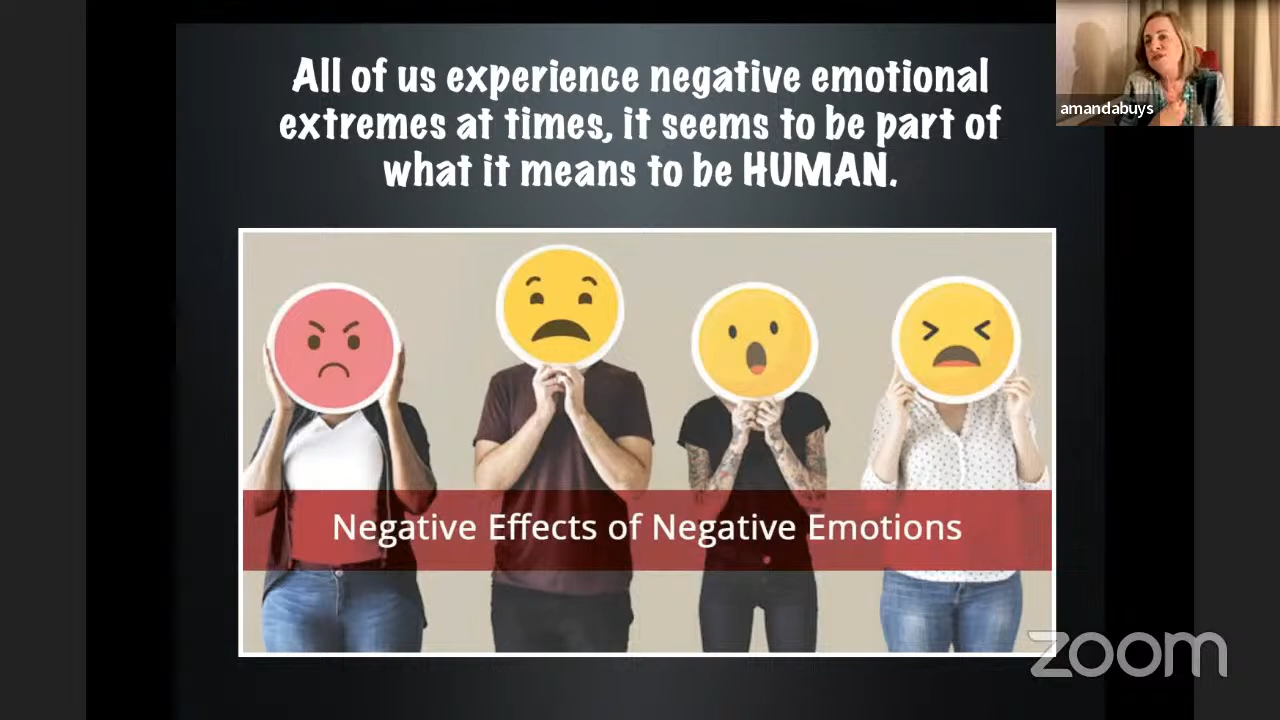 All of us experience negative emotional
extremes at times, it seems to be part of
what it means to be HUMAN.
amandabuys
Negative Effects of Negative Emotions
zoom